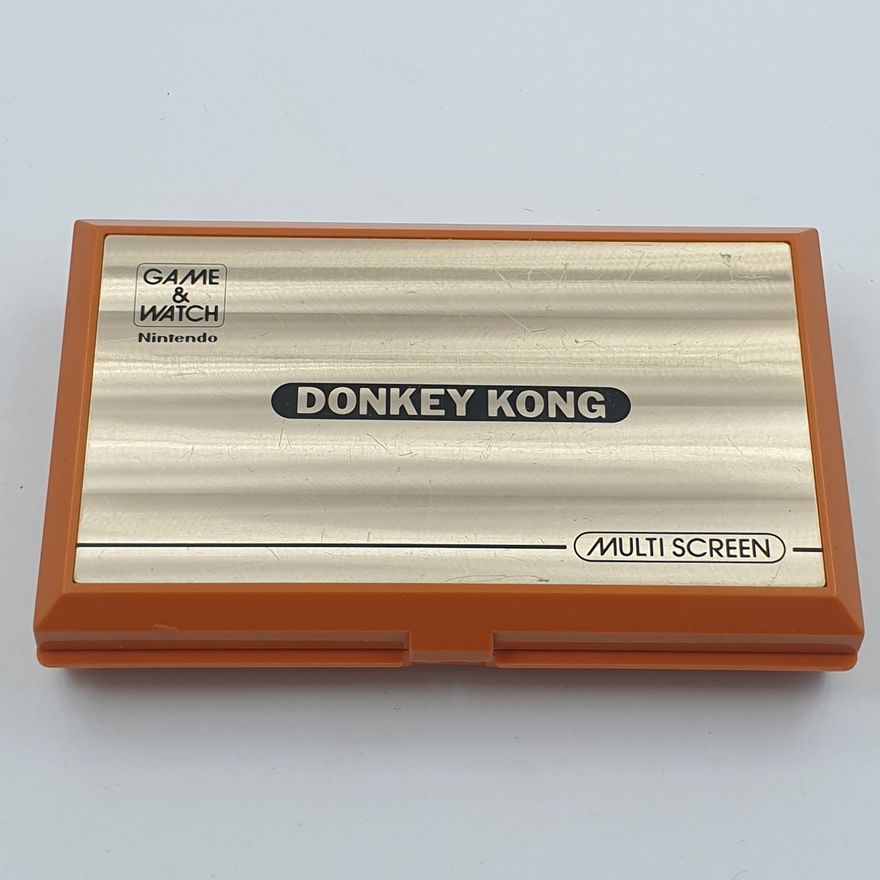 GAME
&
WATCH
Nintendo
DONKEY KONG
MULTI SCREEN